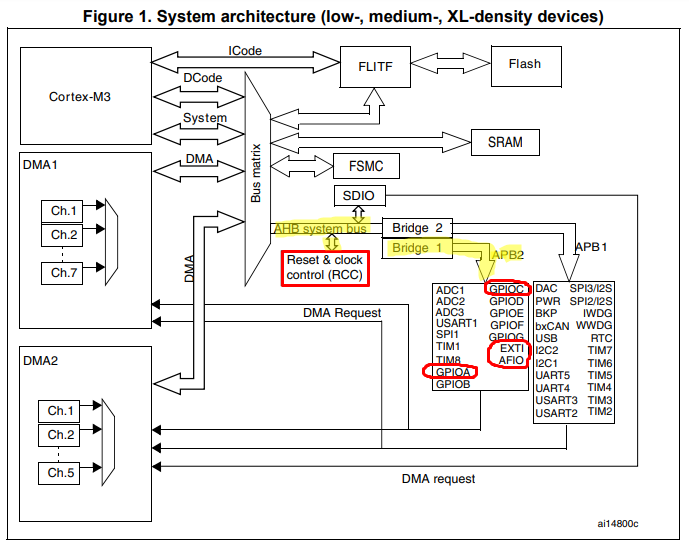 Figure 1. System architecture (low-, medium-, XL-density devices)
ICode
Cortex-M3
FLITF
Flash
DCode
System
Bus matrix
SRAM
DMA1
DMA
FSMC
SDIO
Ch.1
Ch.2
Ch.7
AHB system bus
Bridge 2
Bridge 1
APB2
APB1
Reset & clock
control (RCC)
DMA
ADC1
ADC2
ADC3
USART1
SPI1
TIM1
TIM8
GPIOA
GPIOB
GPIOC
GPIOD
GPIOE
GPIOF
GPIOG
EXTI
AFIO
DAC
PWR
BKP
bxCAN
USB
I2C2
I2C1
UART5
UART4
USART3
USART2
SPI3/I2S
SPI2/I2S
IWDG
WWDG
RTC
TIM7
TIM6
TIM5
TIM4
TIM3
TIM2
DMA Request
DMA2
Ch.1
Ch.2
Ch.5
DMA request
ai14800c